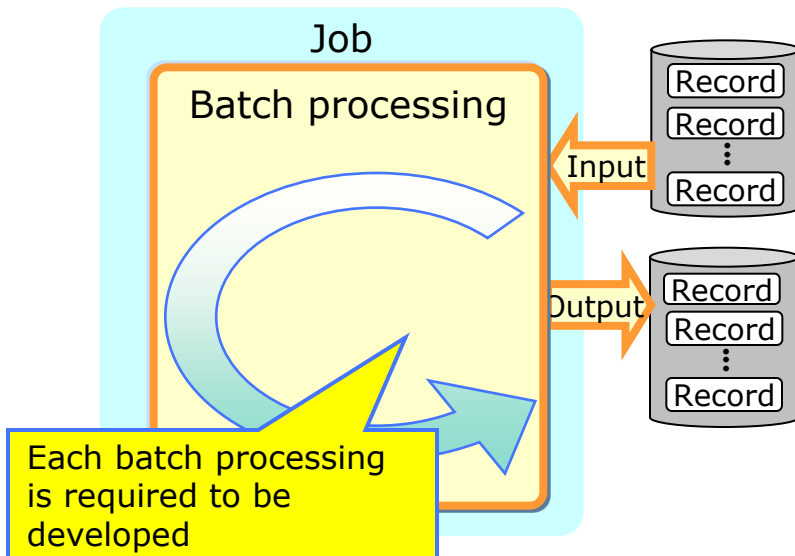 Job
Batch processing
Record
Record
Input
Record
Record
Output
Record
Record
Each batch processing
is required to be
developed